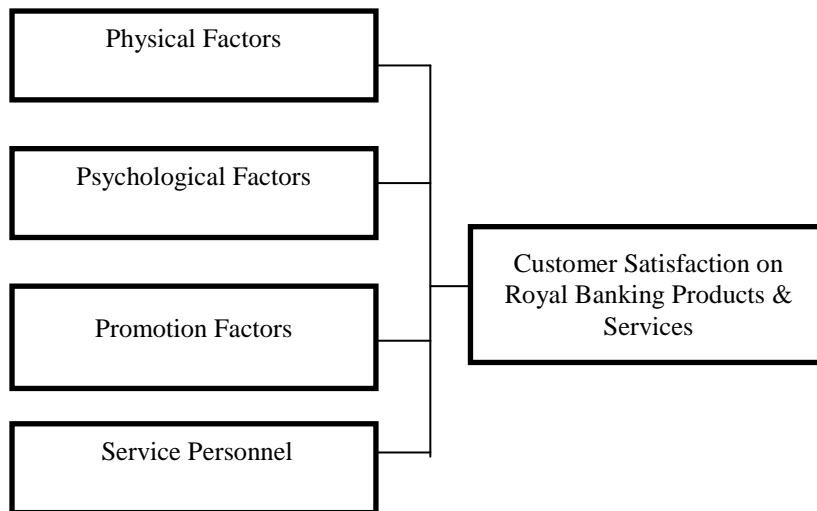 Physical Factors
Psychological Factors
Promotion Factors
Service Personnel
Customer Satisfaction on
Royal Banking Products &
Services